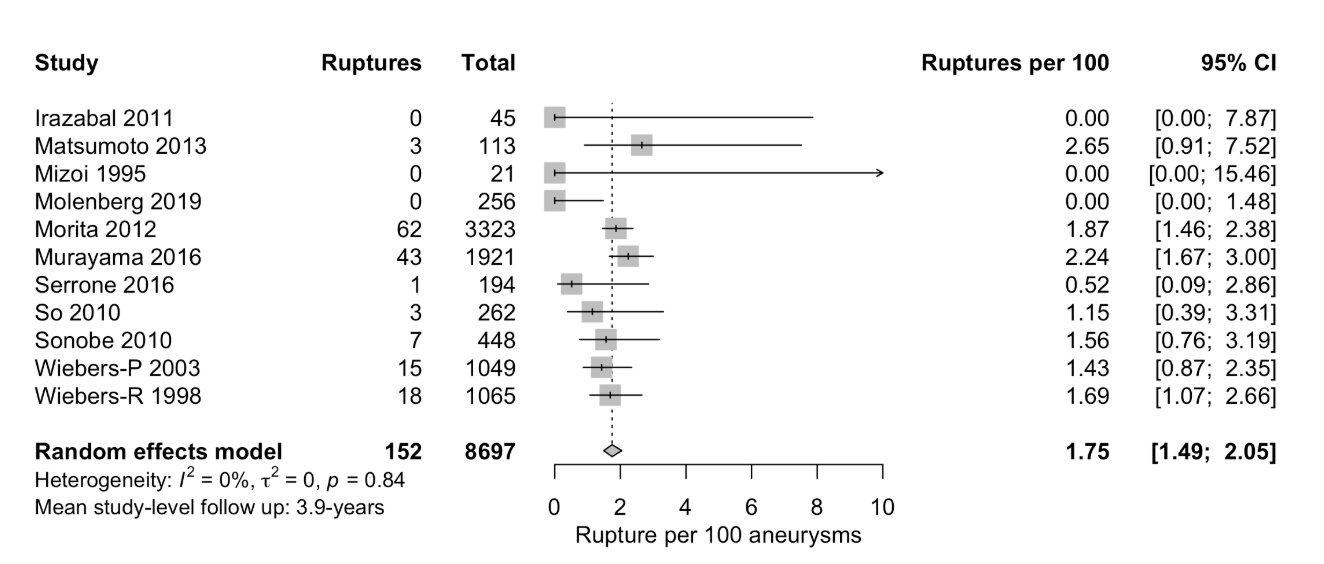 Study Ruptures Total Ruptures per 100 95% CI
Irazabal 2011 0 45 0.00 [0.00; 7.87]
Matsumoto 2013 3 113 2.65 [0.91; 7.52]
Mizoi 1995 0 21 0.00 [0.00; 15.46]
Molenberg 2019 0 256 0.00 [0.00; 1.48]
Morita 2012 62 3323 1.87 [1.46; 2.38]
Murayama 2016 43 1921 2.24 [1.67; 3.00]
Serrone 2016 1 194 0.52 [0.09; 2.86]
So 2010 3 262 1.15 [0.39; 3.31]
Sonobe 2010 7 448 1.56 [0.76; 3.19]
Wiebers-P 2003 15 1049 1.43 [0.87; 2.35]
Wiebers-R 1998 18 1065 1.69 [1.07; 2.66]
Random effects model 152 8697 1.75 [1.49; 2.05]
Heterogeneity: I² = 0%, τ² = 0, p = 0.84
Mean study-level follow up: 3.9-years
0 2 4 6 8 10
Rupture per 100 aneurysms